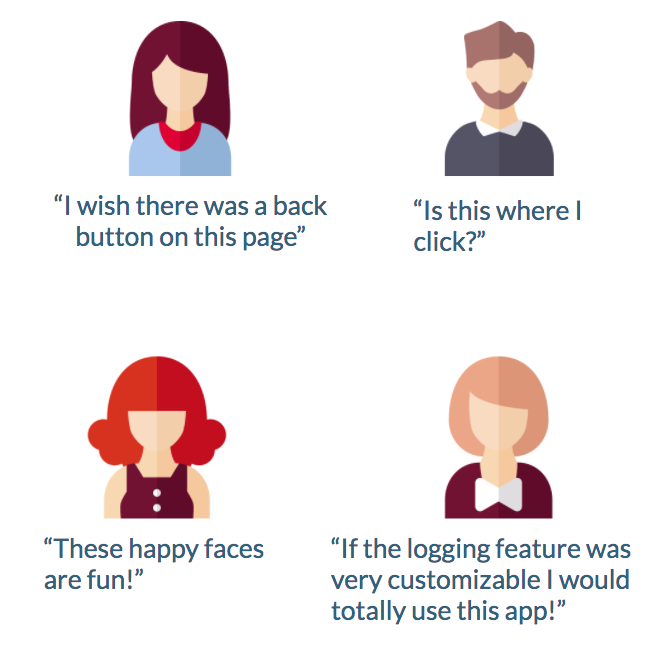 “I wish there was a back
button on this page”
“Is this where I
click?”
“These happy faces
are fun!”
“If the logging feature was
very customizable I would
totally use this app!”